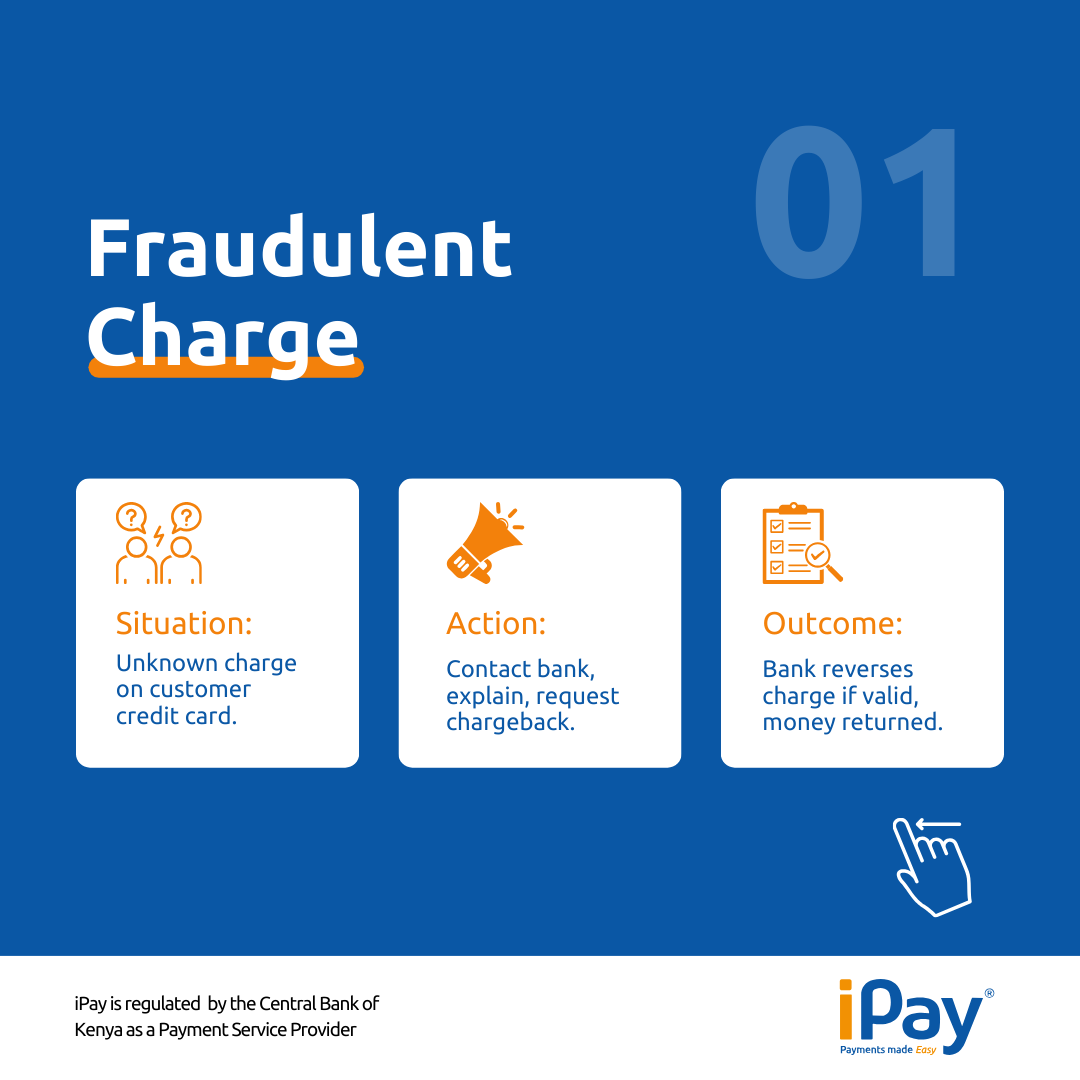 01
Fraudulent
Charge
Situation:
Unknown charge
on customer
credit card.
Action:
Contact bank,
explain, request
chargeback.
Outcome:
Bank reverses
charge if valid,
money returned.
iPay is regulated  by the Central Bank of
Kenya as a Payment Service Provider
iPay®
Payments made Easy